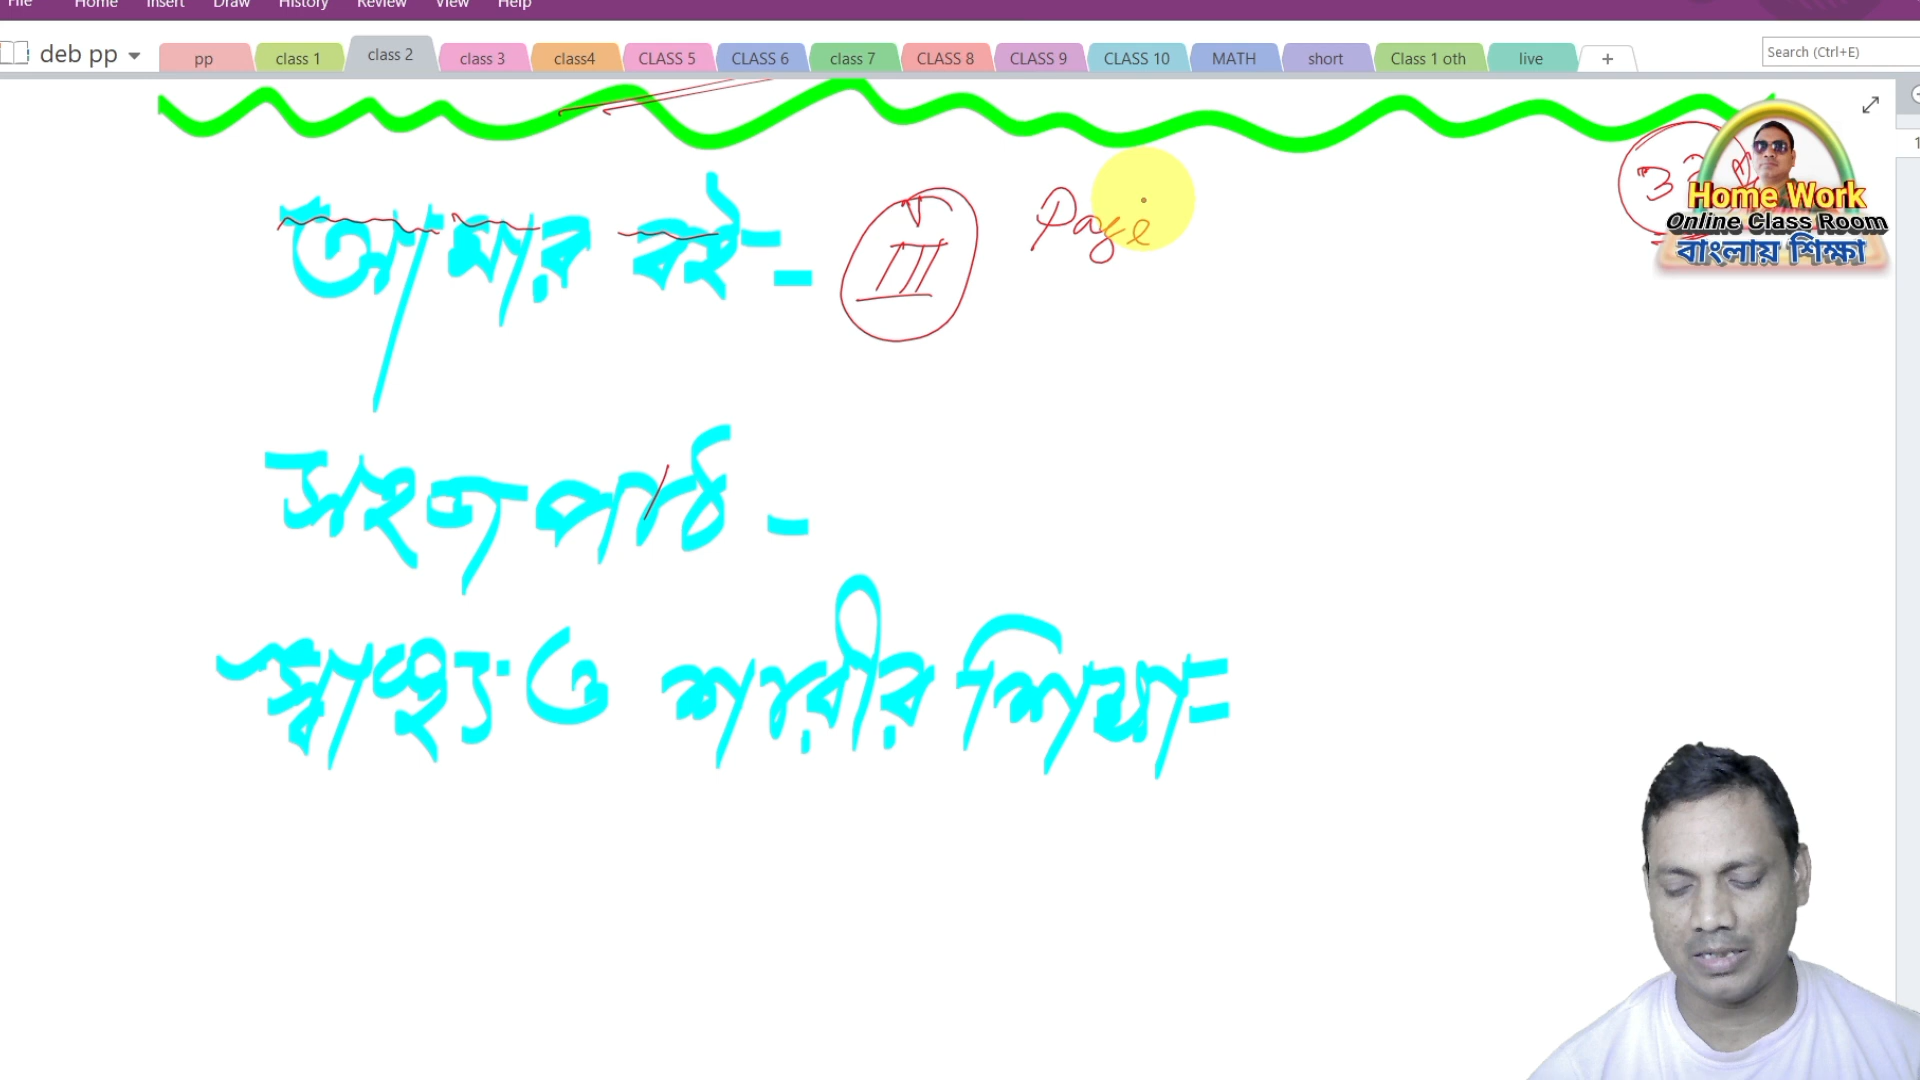 File Home Insert Draw History Review View Help
deb pp
pp class 1 class 2 class 3 class4 CLASS 5 CLASS 6 class 7 CLASS 8 CLASS 9 CLASS 10 MATH short Class 1 oth live +
Search (Ctrl+E)
Home Work
Online Class Room
বাংলায় শিক্ষা
আমার বই - III Page
সহজ পাঠ -
স্বাস্থ্য ও শরীর শিক্ষা =